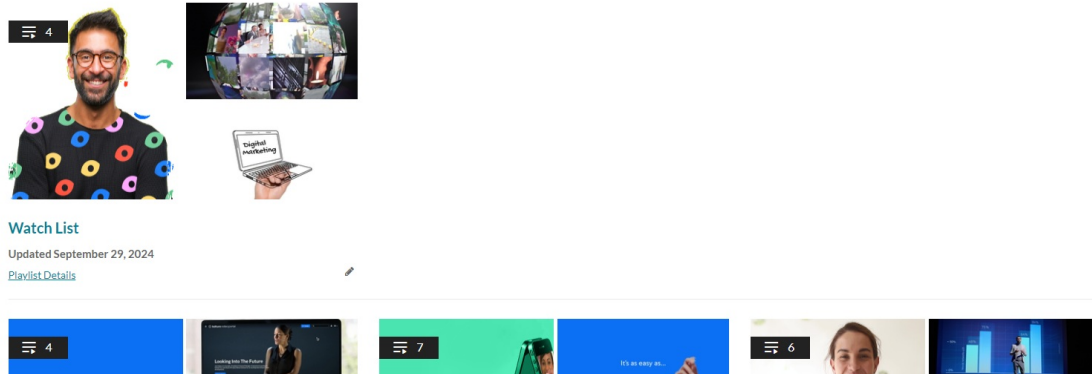 4
Digital
Marketing
Watch List
Updated September 29, 2024
Playlist Details
4
Looking Into The Future
7
It's as easy as...
6